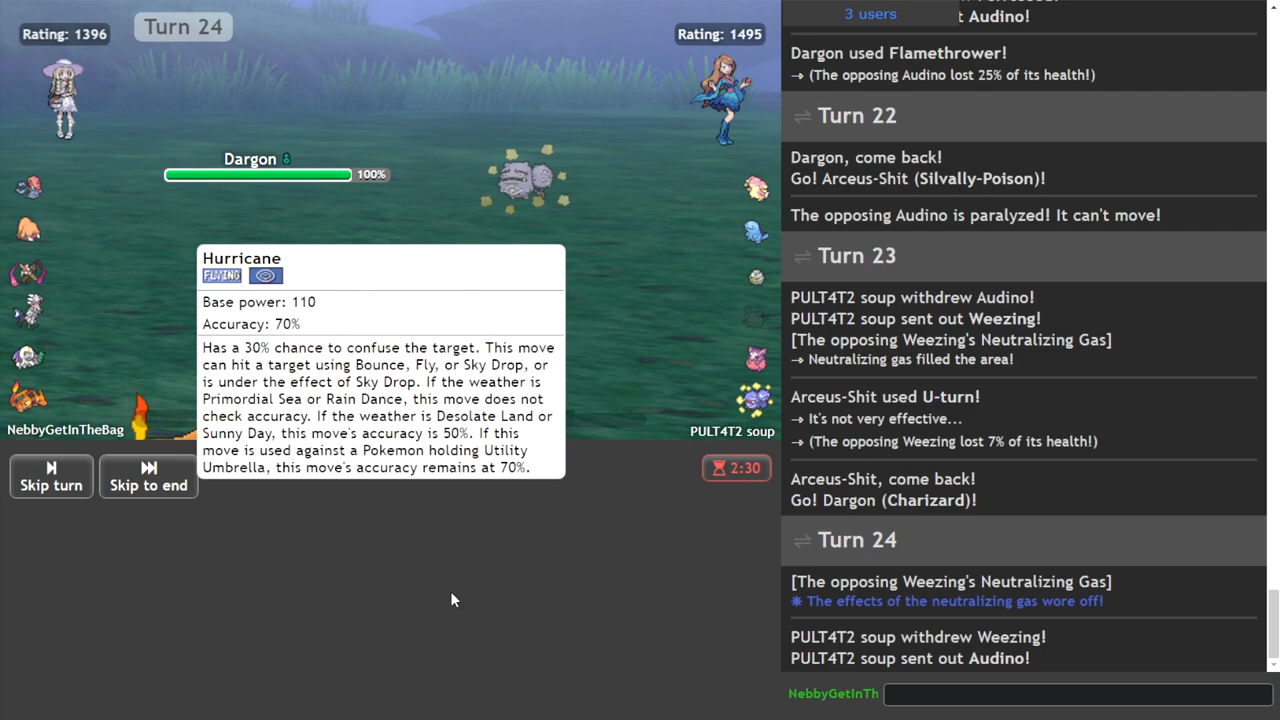 Rating: 1396
Turn 24
Rating: 1495
Dargon
100%
Hurricane
FLYING
Base power: 110
Accuracy: 70%
Has a 30% chance to confuse the target. This move
can hit a target using Bounce, Fly, or Sky Drop, or
is under the effect of Sky Drop. If the weather is
Primordial Sea or Rain Dance, this move does not
check accuracy. If the weather is Desolate Land or
Sunny Day, this move's accuracy is 50%. If this
move is used against a Pokemon holding Utility
Umbrella, this move's accuracy remains at 70%.
NebbyGetInTheBag
PULT4T2 soup
Skip turn
Skip to end
2:30
3 users
t Audino!
Dargon used Flamethrower!
→ (The opposing Audino lost 25% of its health!)
Turn 22
Dargon, come back!
Go! Arceus-Shit (Silvally-Poison)!
The opposing Audino is paralyzed! It can't move!
Turn 23
PULT4T2 soup withdrew Audino!
PULT4T2 soup sent out Weezing!
[The opposing Weezing's Neutralizing Gas]
→ Neutralizing gas filled the area!
Arceus-Shit used U-turn!
→ It's not very effective...
→ (The opposing Weezing lost 7% of its health!)
Arceus-Shit, come back!
Go! Dargon (Charizard)!
Turn 24
[The opposing Weezing's Neutralizing Gas]
The effects of the neutralizing gas wore off!
PULT4T2 soup withdrew Weezing!
PULT4T2 soup sent out Audino!
NebbyGetInTh